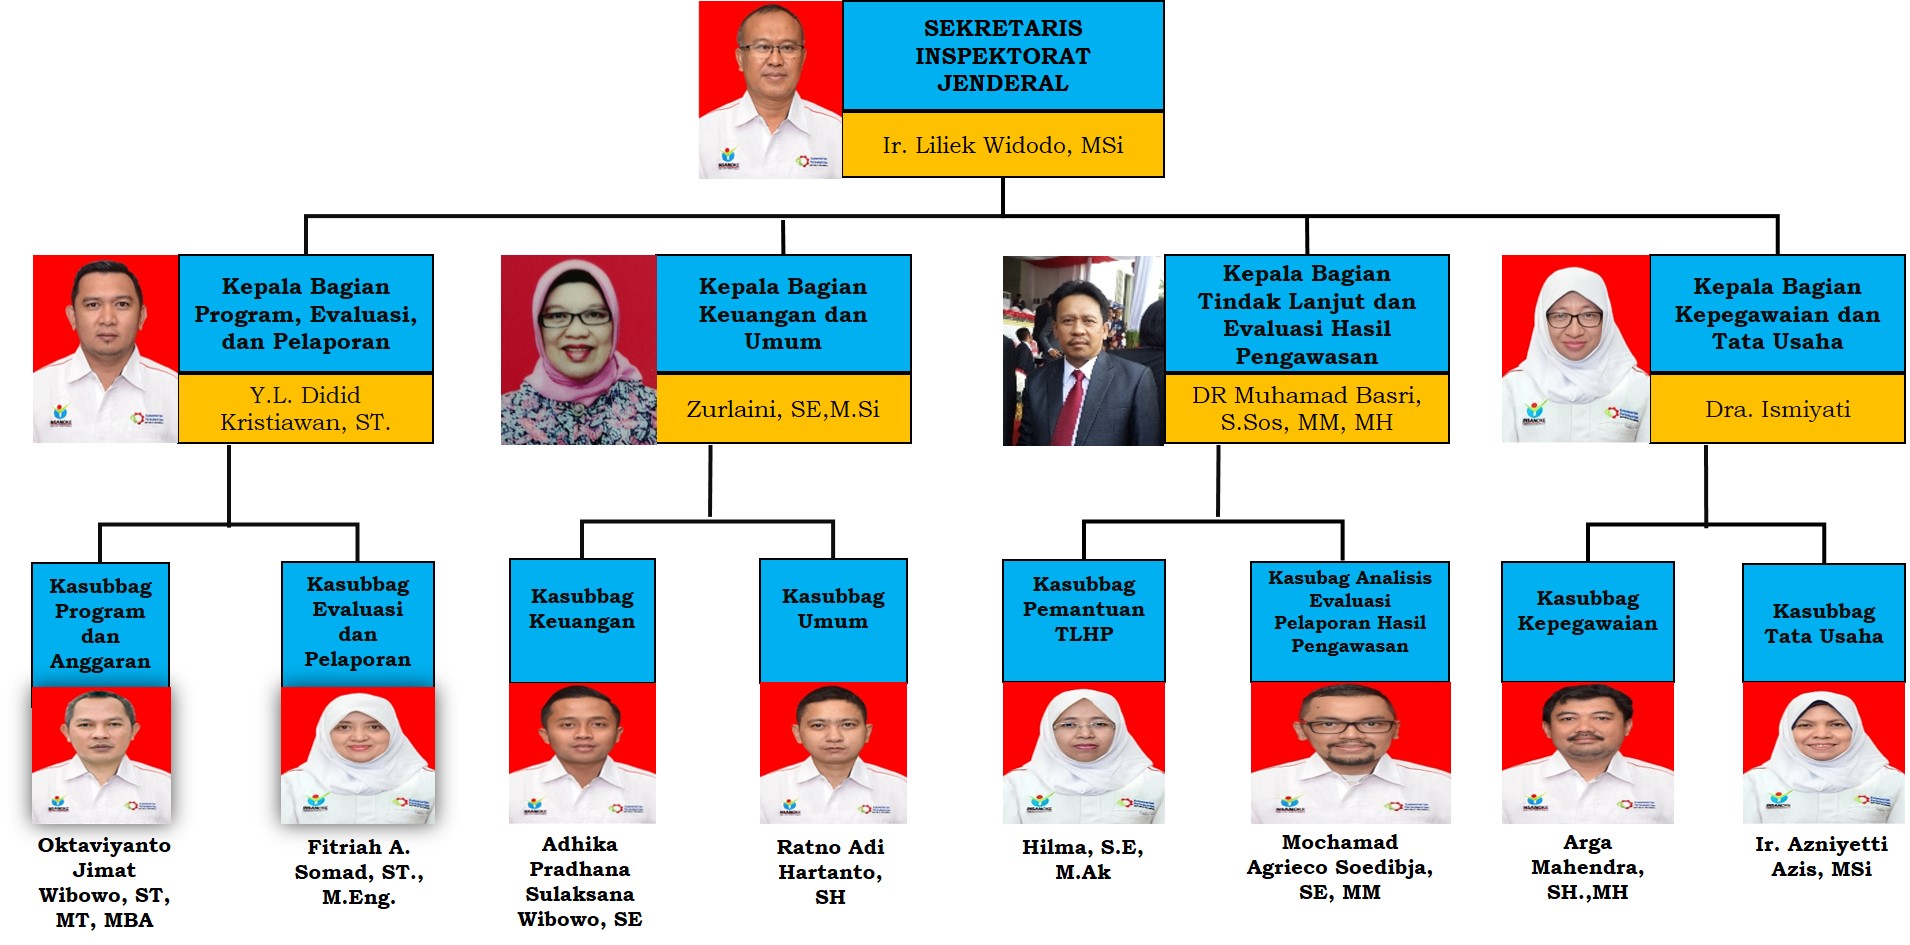 SEKRETARIS
INSPEKTORAT
JENDERAL
Ir. Liliek Widodo, MSi
Kepala Bagian
Program, Evaluasi,
dan Pelaporan
Y.L. Didid
Kristiawan, ST.
Kepala Bagian
Keuangan dan
Umum
Zurlaini, SE,M.Si
Kepala Bagian
Tindak Lanjut dan
Evaluasi Hasil
Pengawasan
DR Muhamad Basri,
S.Sos, MM, MH
Kepala Bagian
Kepegawaian dan
Tata Usaha
Dra. Ismiyati
Kasubbag
Program
dan
Anggaran
Oktaviyanto
Jimat
Wibowo, ST,
MT, MBA
Kasubbag
Evaluasi
dan
Pelaporan
Fitriah A.
Somad, ST.,
M.Eng.
Kasubbag
Keuangan
Adhika
Pradhana
Sulaksana
Wibowo, SE
Kasubbag
Umum
Ratno Adi
Hartanto,
SH
Kasubbag
Pemantuan
TLHP
Hilma, S.E,
M.Ak
Kasubag Analisis
Evaluasi
Pelaporan Hasil
Pengawasan
Mochamad
Agrieco Soedibja,
SE, MM
Kasubbag
Kepegawaian
Arga
Mahendra,
SH.,MH
Kasubbag
Tata Usaha
Ir. Azniyetti
Azis, MSi